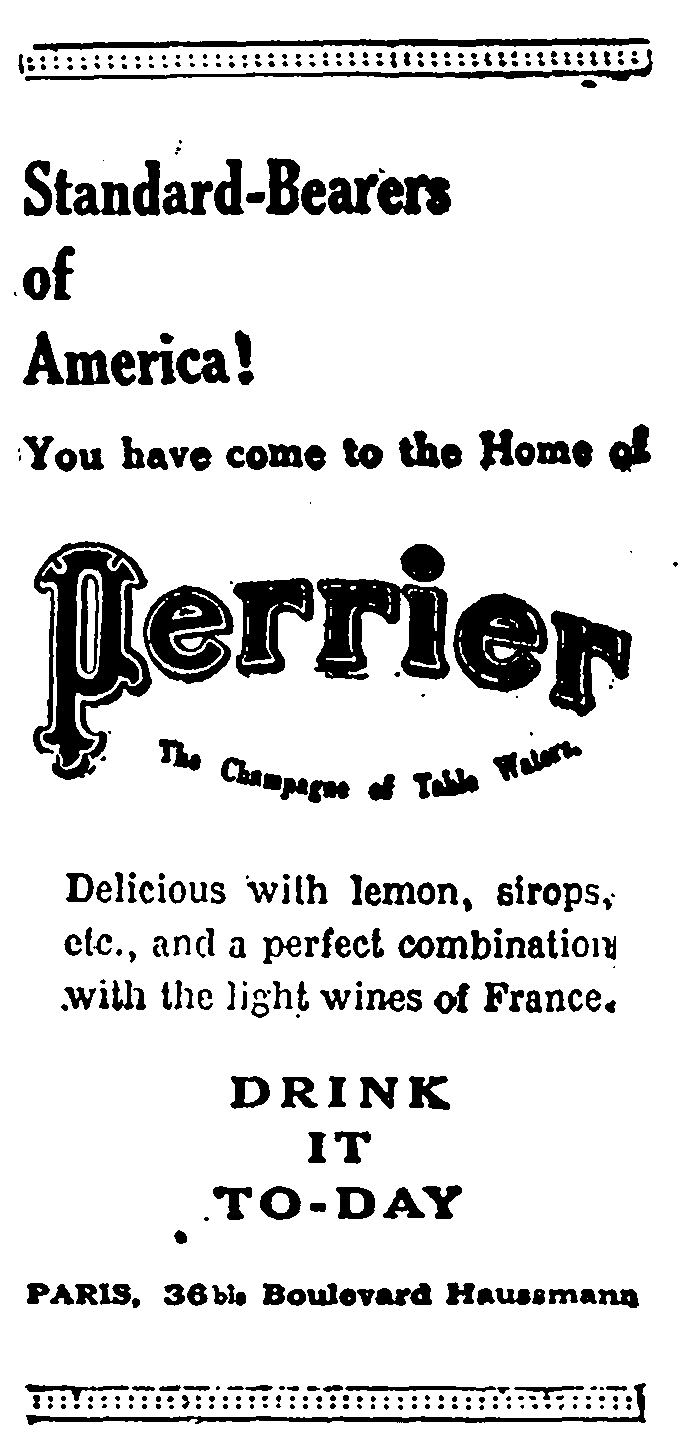 Standard-Bearers
of
America!
You have come to the Home of
Perrier
The Champagne of Table Waters.
Delicious with lemon, sirops,
etc., and a perfect combination
with the light wines of France.
DRINK
IT
TO-DAY
PARIS, 36bis Boulevard Haussmann